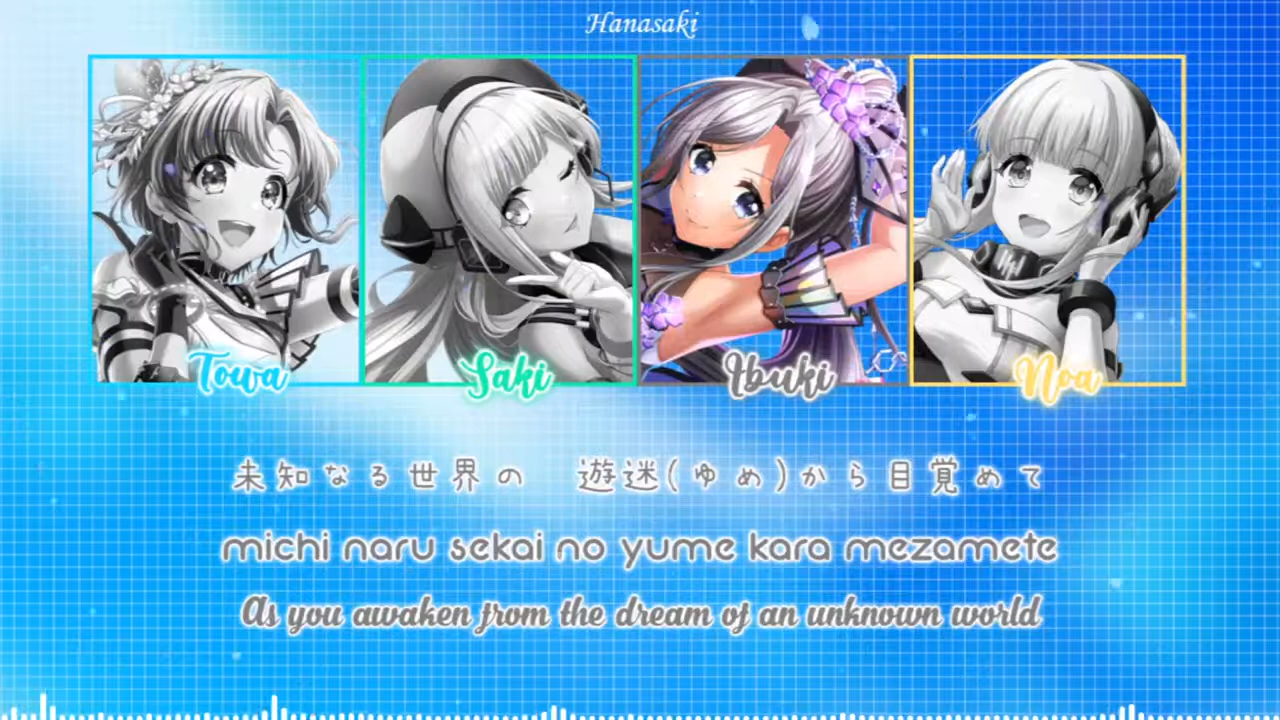 Hanasaki
Towa
Saki
Ibuki
Noa
未知なる世界の 遊迷(ゆめ)から目覚めて
michi naru sekai no yume kara mezamete
As you awaken from the dream of an unknown world